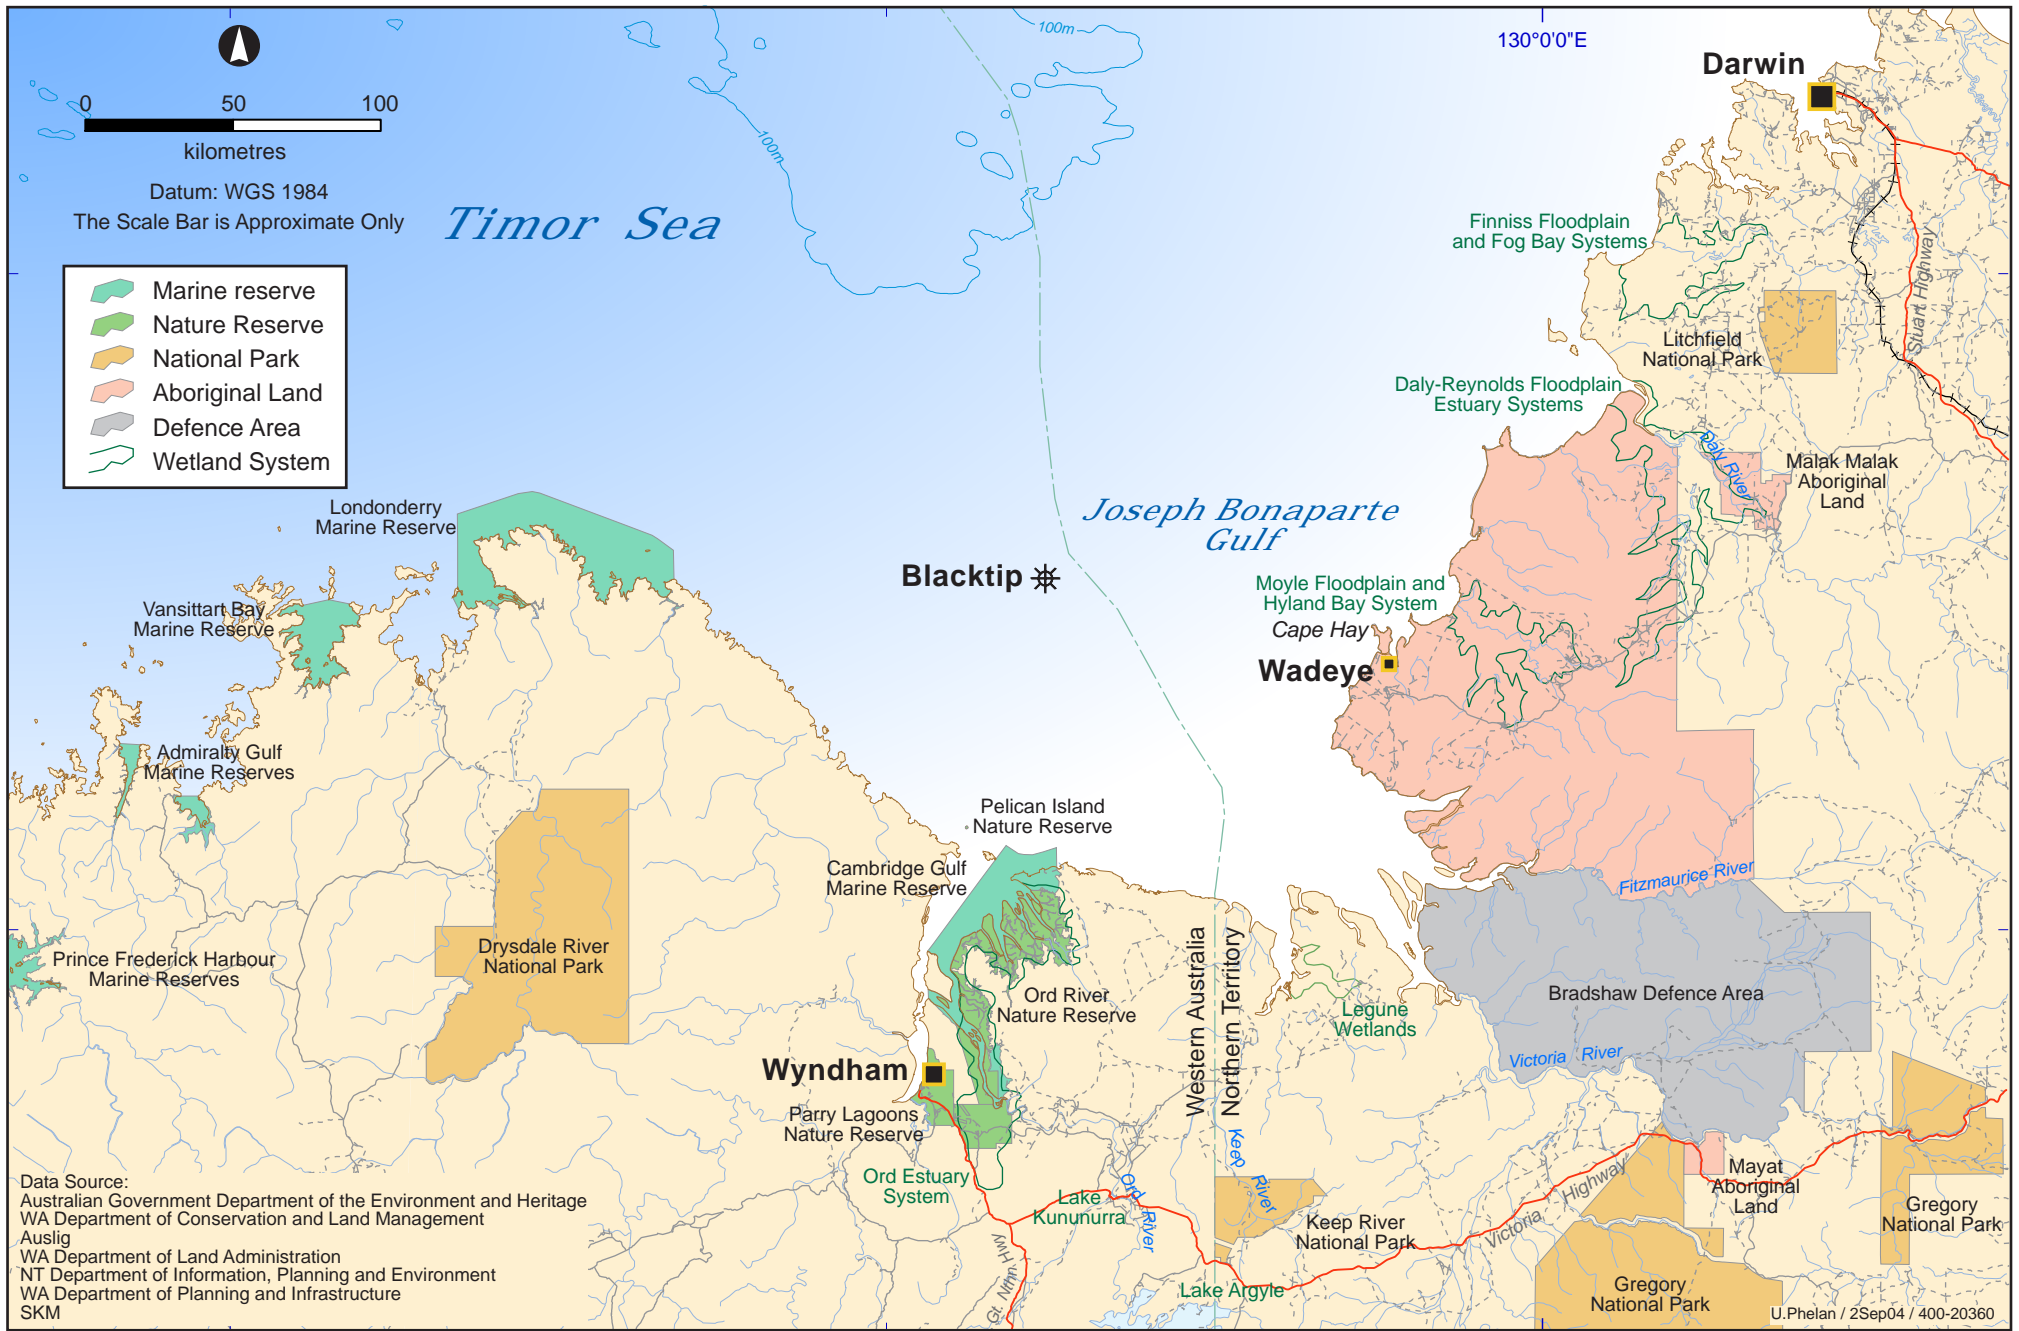 100m
130°0'0"E
Darwin
0 50 100
kilometres
Datum: WGS 1984
The Scale Bar is Approximate Only
Timor Sea
100m
Finniss Floodplain
and Fog Bay Systems
Stuart Highway
Marine reserve
Nature Reserve
National Park
Aboriginal Land
Defence Area
Wetland System
Litchfield
National Park
Daly-Reynolds Floodplain
Estuary Systems
Daly River
Malak Malak
Aboriginal
Land
Londonderry
Marine Reserve
Joseph Bonaparte
Gulf
Blacktip
Moyle Floodplain and
Hyland Bay System
Cape Hay
Wadeye
Vansittart Bay
Marine Reserve
Admiralty Gulf
Marine Reserves
Pelican Island
Nature Reserve
Cambridge Gulf
Marine Reserve
Fitzmaurice River
Prince Frederick Harbour
Marine Reserves
Drysdale River
National Park
Ord River
Nature Reserve
Western Australia
Northern Territory
Legune
Wetlands
Bradshaw Defence Area
Victoria River
Wyndham
Parry Lagoons
Nature Reserve
Ord Estuary
System
Lake
Kununurra
Ord River
Keep River
Keep River
National Park
Victoria Highway
Mayat
Aboriginal
Land
Gregory
National Park
Gt. Nthn Hwy
Lake Argyle
Gregory
National Park
Data Source:
Australian Government Department of the Environment and Heritage
WA Department of Conservation and Land Management
Auslig
WA Department of Land Administration
NT Department of Information, Planning and Environment
WA Department of Planning and Infrastructure
SKM
U.Phelan / 2Sep04 / 400-20360